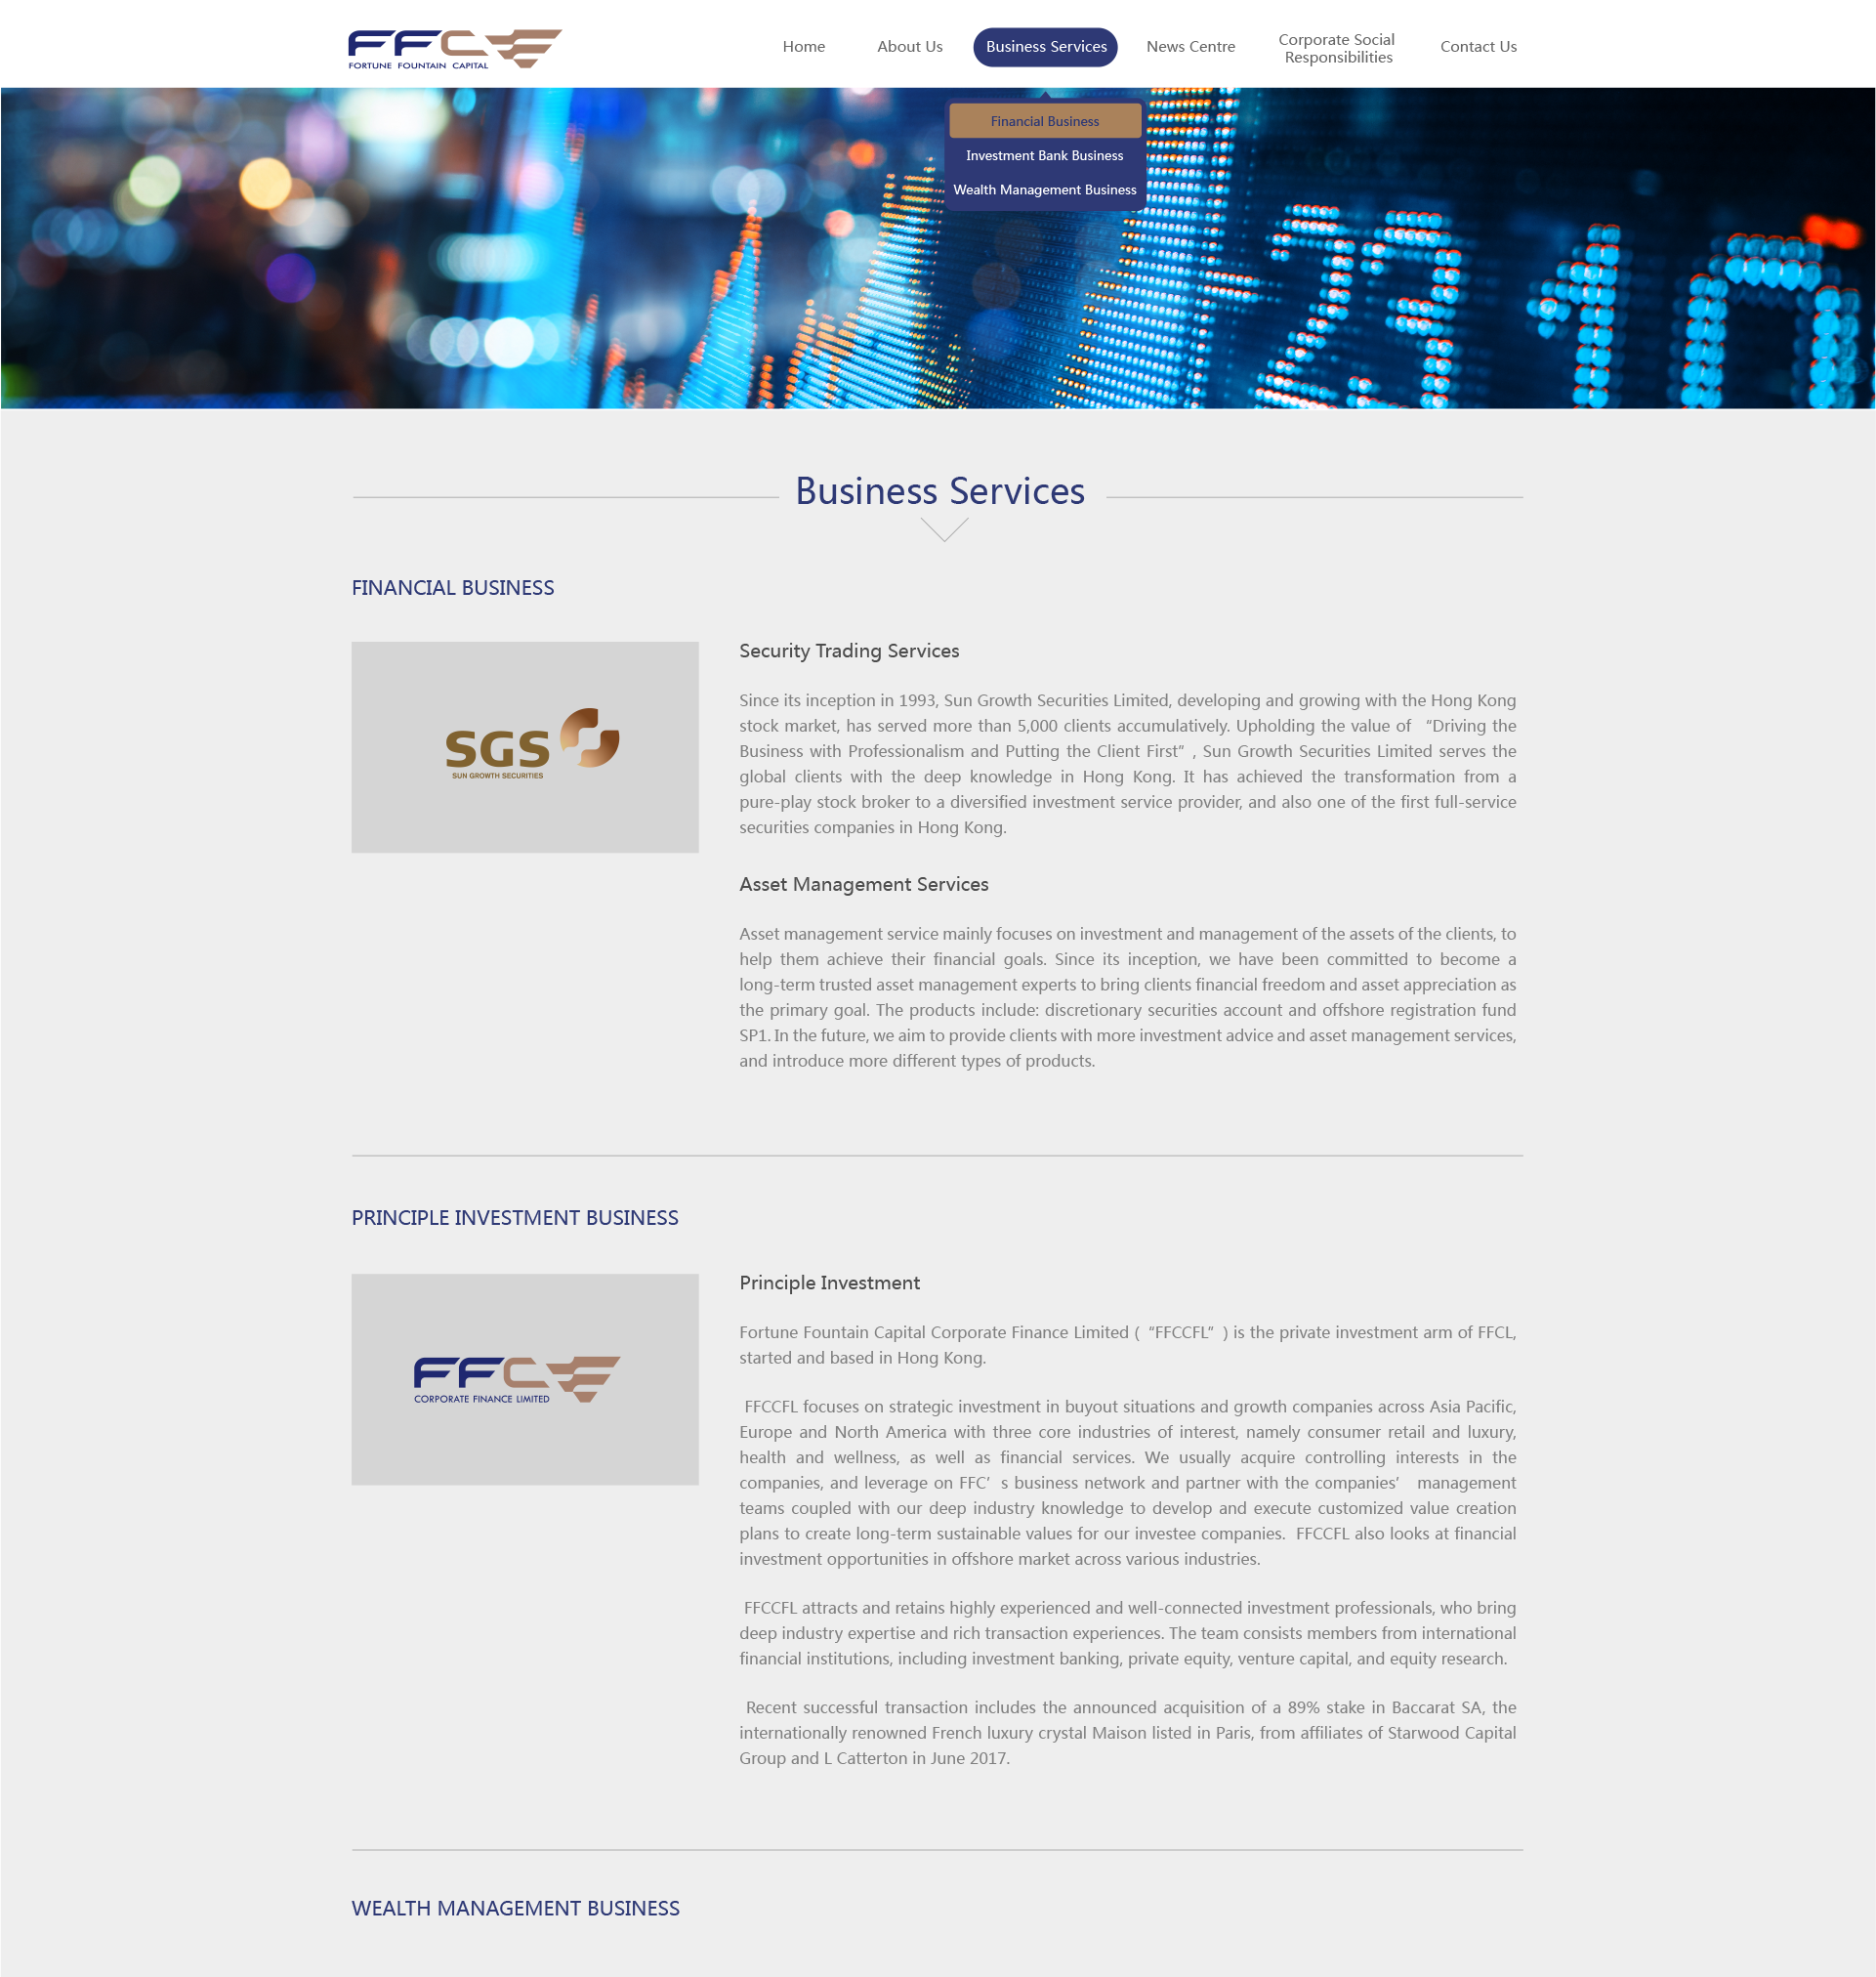 FFC
FORTUNE FOUNTAIN CAPITAL
Home
About Us
Business Services
News Centre
Corporate Social
Responsibilities
Contact Us
Financial Business
Investment Bank Business
Wealth Management Business
Business Services
FINANCIAL BUSINESS
SGS
SUN GROWTH SECURITIES
Security Trading Services
Since its inception in 1993, Sun Growth Securities Limited, developing and growing with the Hong Kong
stock market, has served more than 5,000 clients accumulatively. Upholding the value of “Driving the
Business with Professionalism and Putting the Client First” , Sun Growth Securities Limited serves the
global clients with the deep knowledge in Hong Kong. It has achieved the transformation from a
pure-play stock broker to a diversified investment service provider, and also one of the first full-service
securities companies in Hong Kong.
Asset Management Services
Asset management service mainly focuses on investment and management of the assets of the clients, to
help them achieve their financial goals. Since its inception, we have been committed to become a
long-term trusted asset management experts to bring clients financial freedom and asset appreciation as
the primary goal. The products include: discretionary securities account and offshore registration fund
SP1. In the future, we aim to provide clients with more investment advice and asset management services,
and introduce more different types of products.
PRINCIPLE INVESTMENT BUSINESS
FFC
CORPORATE FINANCE LIMITED
Principle Investment
Fortune Fountain Capital Corporate Finance Limited ( “FFCCFL” ) is the private investment arm of FFCL,
started and based in Hong Kong.
FFCCFL focuses on strategic investment in buyout situations and growth companies across Asia Pacific,
Europe and North America with three core industries of interest, namely consumer retail and luxury,
health and wellness, as well as financial services. We usually acquire controlling interests in the
companies, and leverage on FFC’ s business network and partner with the companies’ management
teams coupled with our deep industry knowledge to develop and execute customized value creation
plans to create long-term sustainable values for our investee companies. FFCCFL also looks at financial
investment opportunities in offshore market across various industries.
FFCCFL attracts and retains highly experienced and well-connected investment professionals, who bring
deep industry expertise and rich transaction experiences. The team consists members from international
financial institutions, including investment banking, private equity, venture capital, and equity research.
Recent successful transaction includes the announced acquisition of a 89% stake in Baccarat SA, the
internationally renowned French luxury crystal Maison listed in Paris, from affiliates of Starwood Capital
Group and L Catterton in June 2017.
WEALTH MANAGEMENT BUSINESS